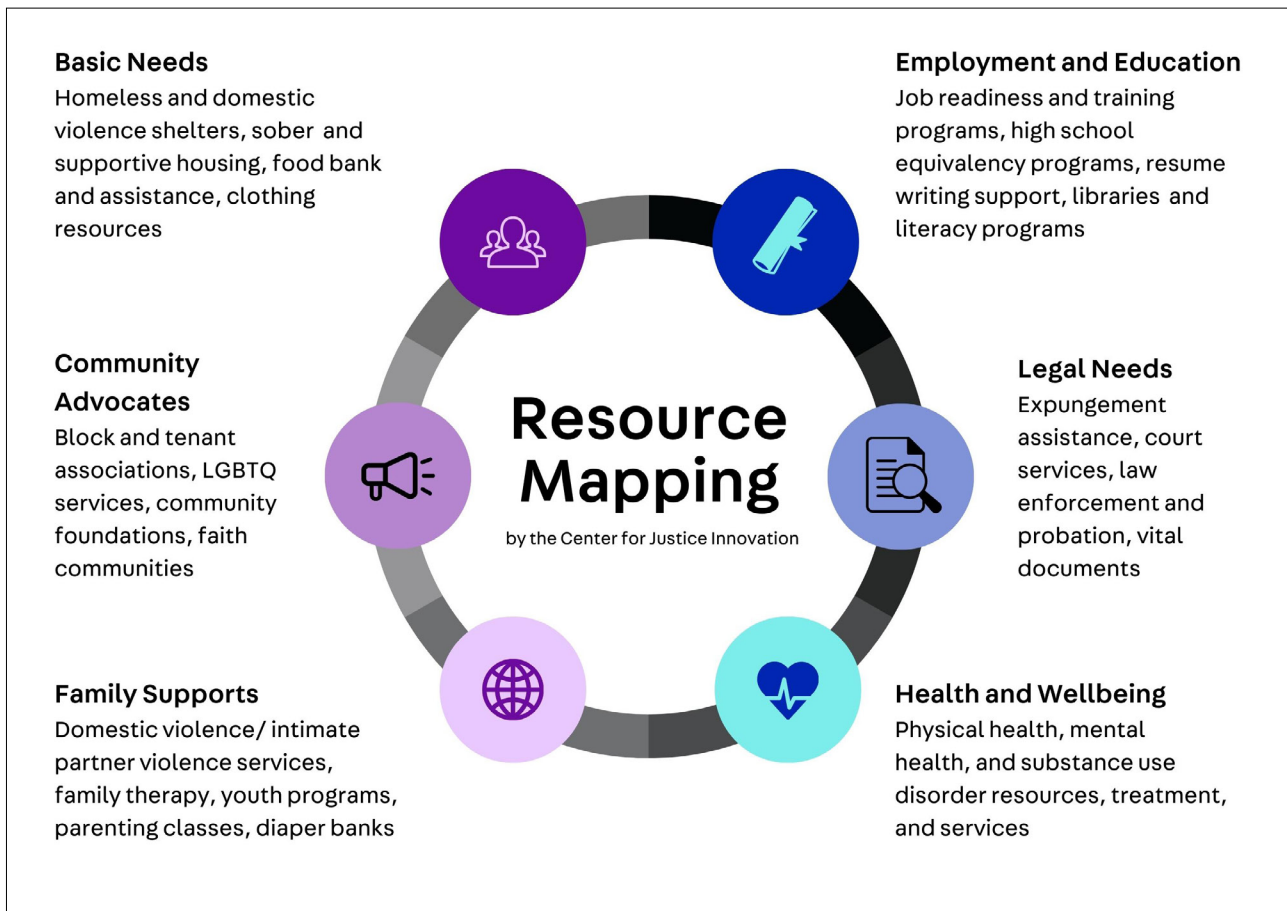 Basic Needs
Homeless and domestic
violence shelters, sober and
supportive housing, food bank
and assistance, clothing
resources
Employment and Education
Job readiness and training
programs, high school
equivalency programs, resume
writing support, libraries and
literacy programs
Community
Advocates
Block and tenant
associations, LGBTQ
services, community
foundations, faith
communities
Resource
Mapping
by the Center for Justice Innovation
Legal Needs
Expungement
assistance, court
services, law
enforcement and
probation, vital
documents
Family Supports
Domestic violence/ intimate
partner violence services,
family therapy, youth programs,
parenting classes, diaper banks
Health and Wellbeing
Physical health, mental
health, and substance use
disorder resources, treatment,
and services